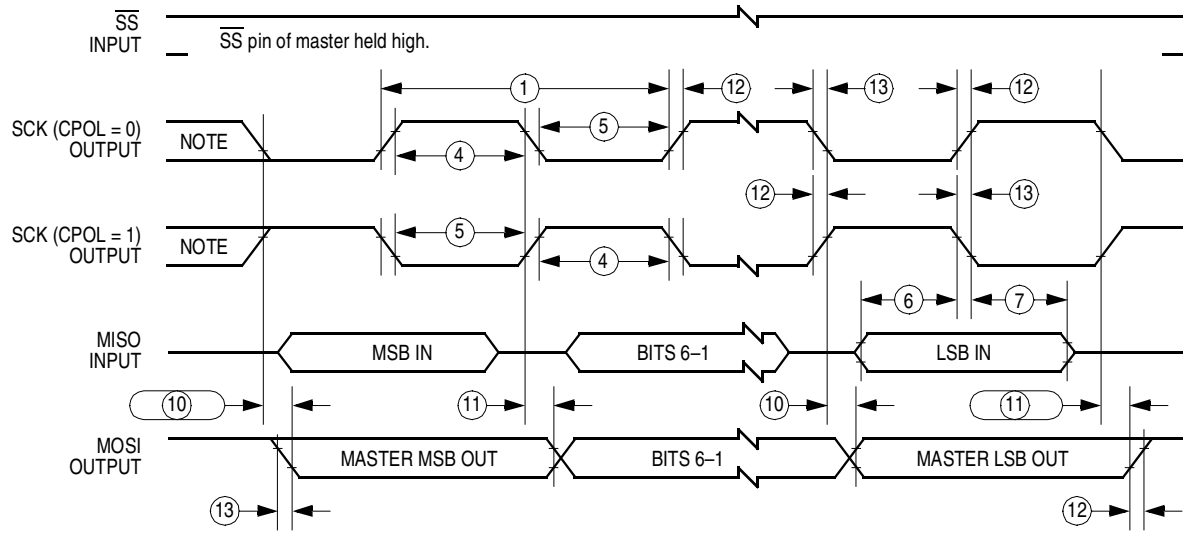 SS
INPUT
SS pin of master held high.
1
12
13
12
SCK (CPOL = 0)
OUTPUT
NOTE
5
4
12
13
SCK (CPOL = 1)
OUTPUT
NOTE
5
4
6
7
MISO
INPUT
MSB IN
BITS 6–1
LSB IN
10
11
10
11
MOSI
OUTPUT
MASTER MSB OUT
BITS 6–1
MASTER LSB OUT
13
12